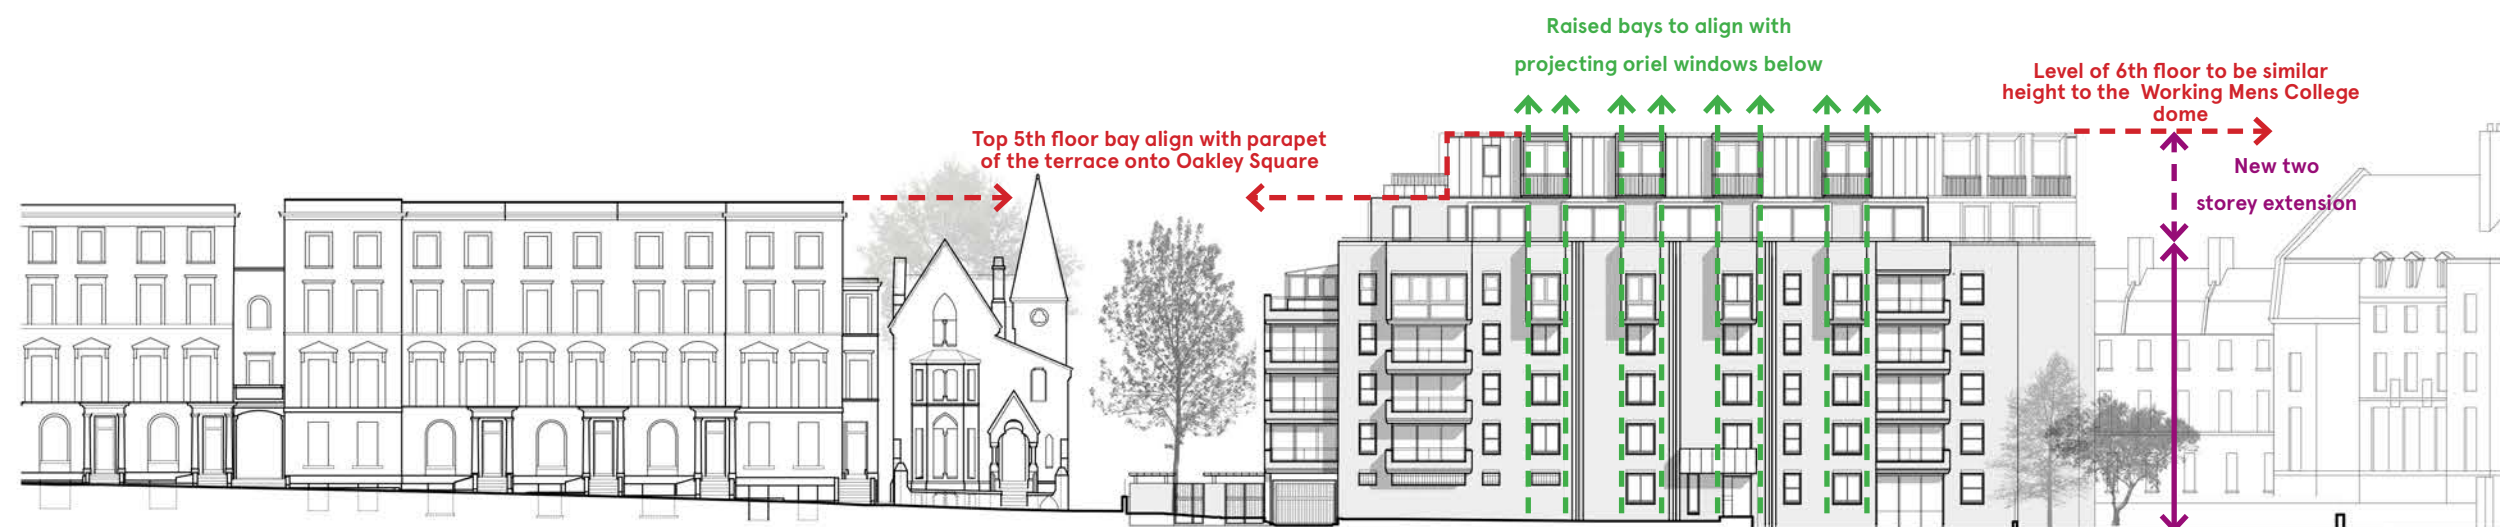 Raised bays to align with
projecting oriel windows below
Level of 6th floor to be similar
height to the Working Mens College
dome
Top 5th floor bay align with parapet
of the terrace onto Oakley Square
New two
storey extension